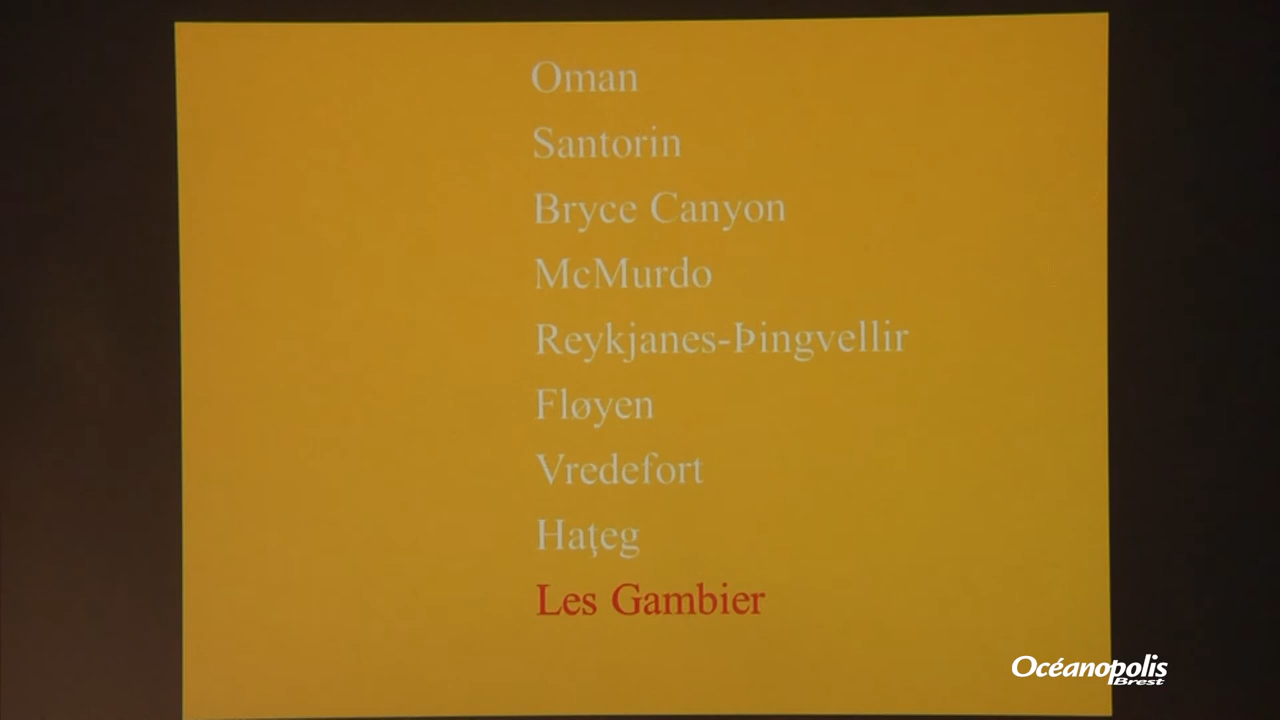 Oman
Santorin
Bryce Canyon
McMurdo
Reykjanes-Þingvellir
Fløyen
Vredefort
Haţeg
Les Gambier
Océanopolis
Brest